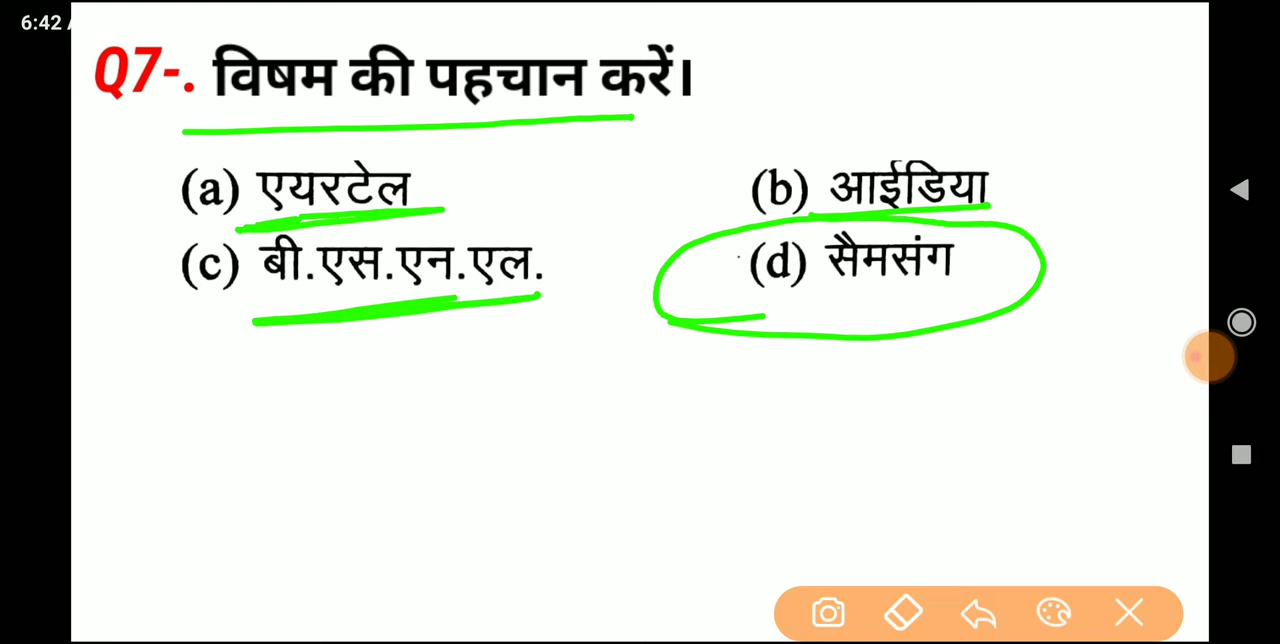 6:42
Q7-. विषम की पहचान करें।
(a) एयरटेल (b) आईडिया
(c) बी.एस.एन.एल. (d) सैमसंग